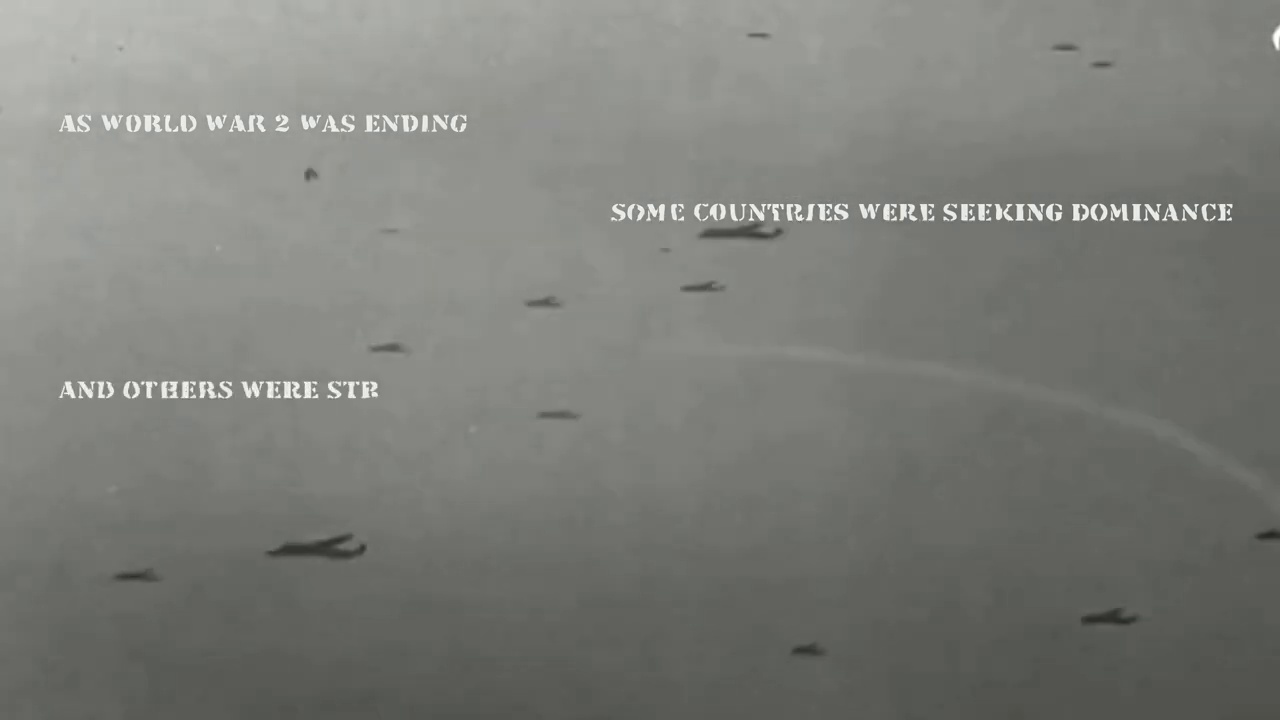 AS WORLD WAR 2 WAS ENDING
SOME COUNTRIES WERE SEEKING DOMINANCE
AND OTHERS WERE STR